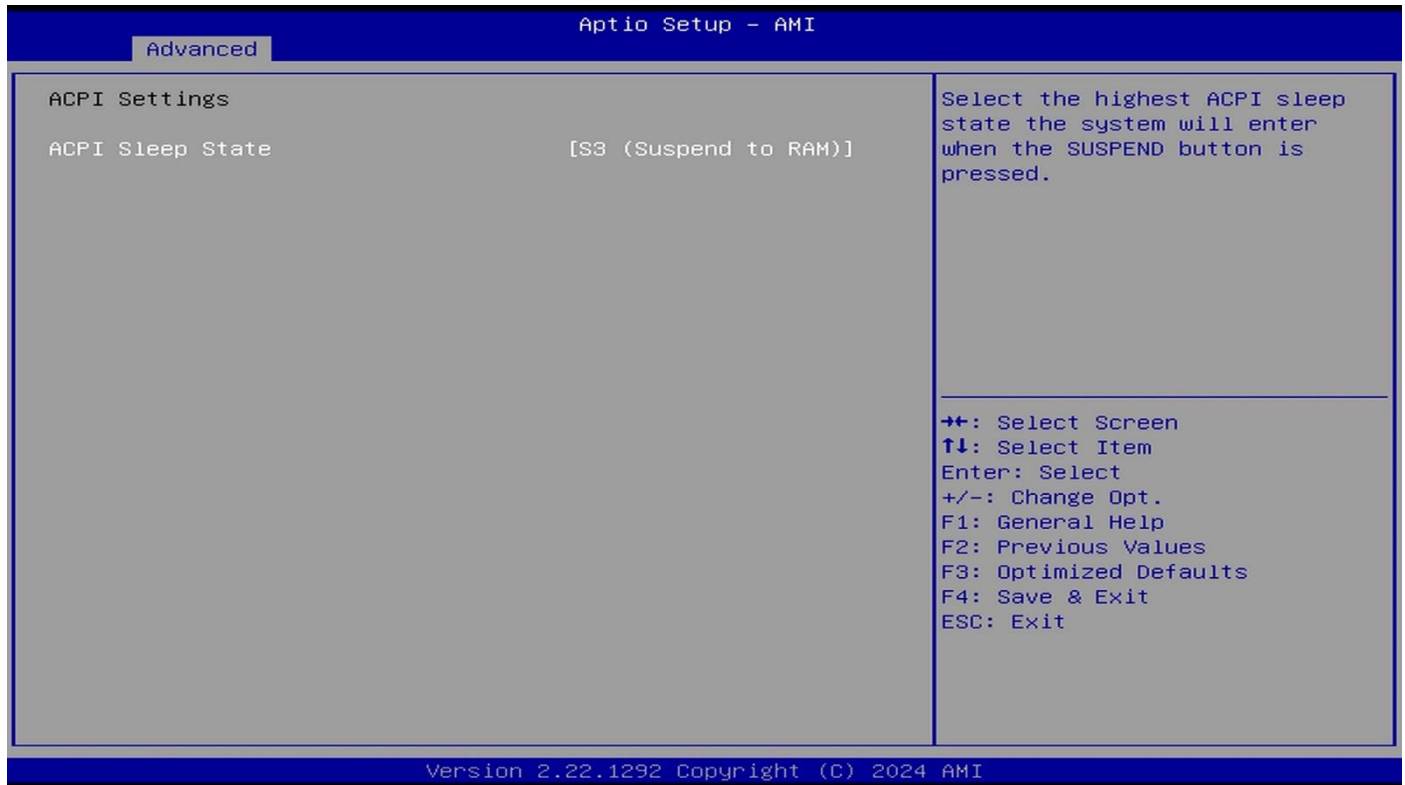 Aptio Setup – AMI
Advanced
ACPI Settings
ACPI Sleep State [S3 (Suspend to RAM)]
Select the highest ACPI sleep
state the system will enter
when the SUSPEND button is
pressed.
→←: Select Screen
↑↓: Select Item
Enter: Select
+/-: Change Opt.
F1: General Help
F2: Previous Values
F3: Optimized Defaults
F4: Save & Exit
ESC: Exit
Version 2.22.1292 Copyright (C) 2024 AMI